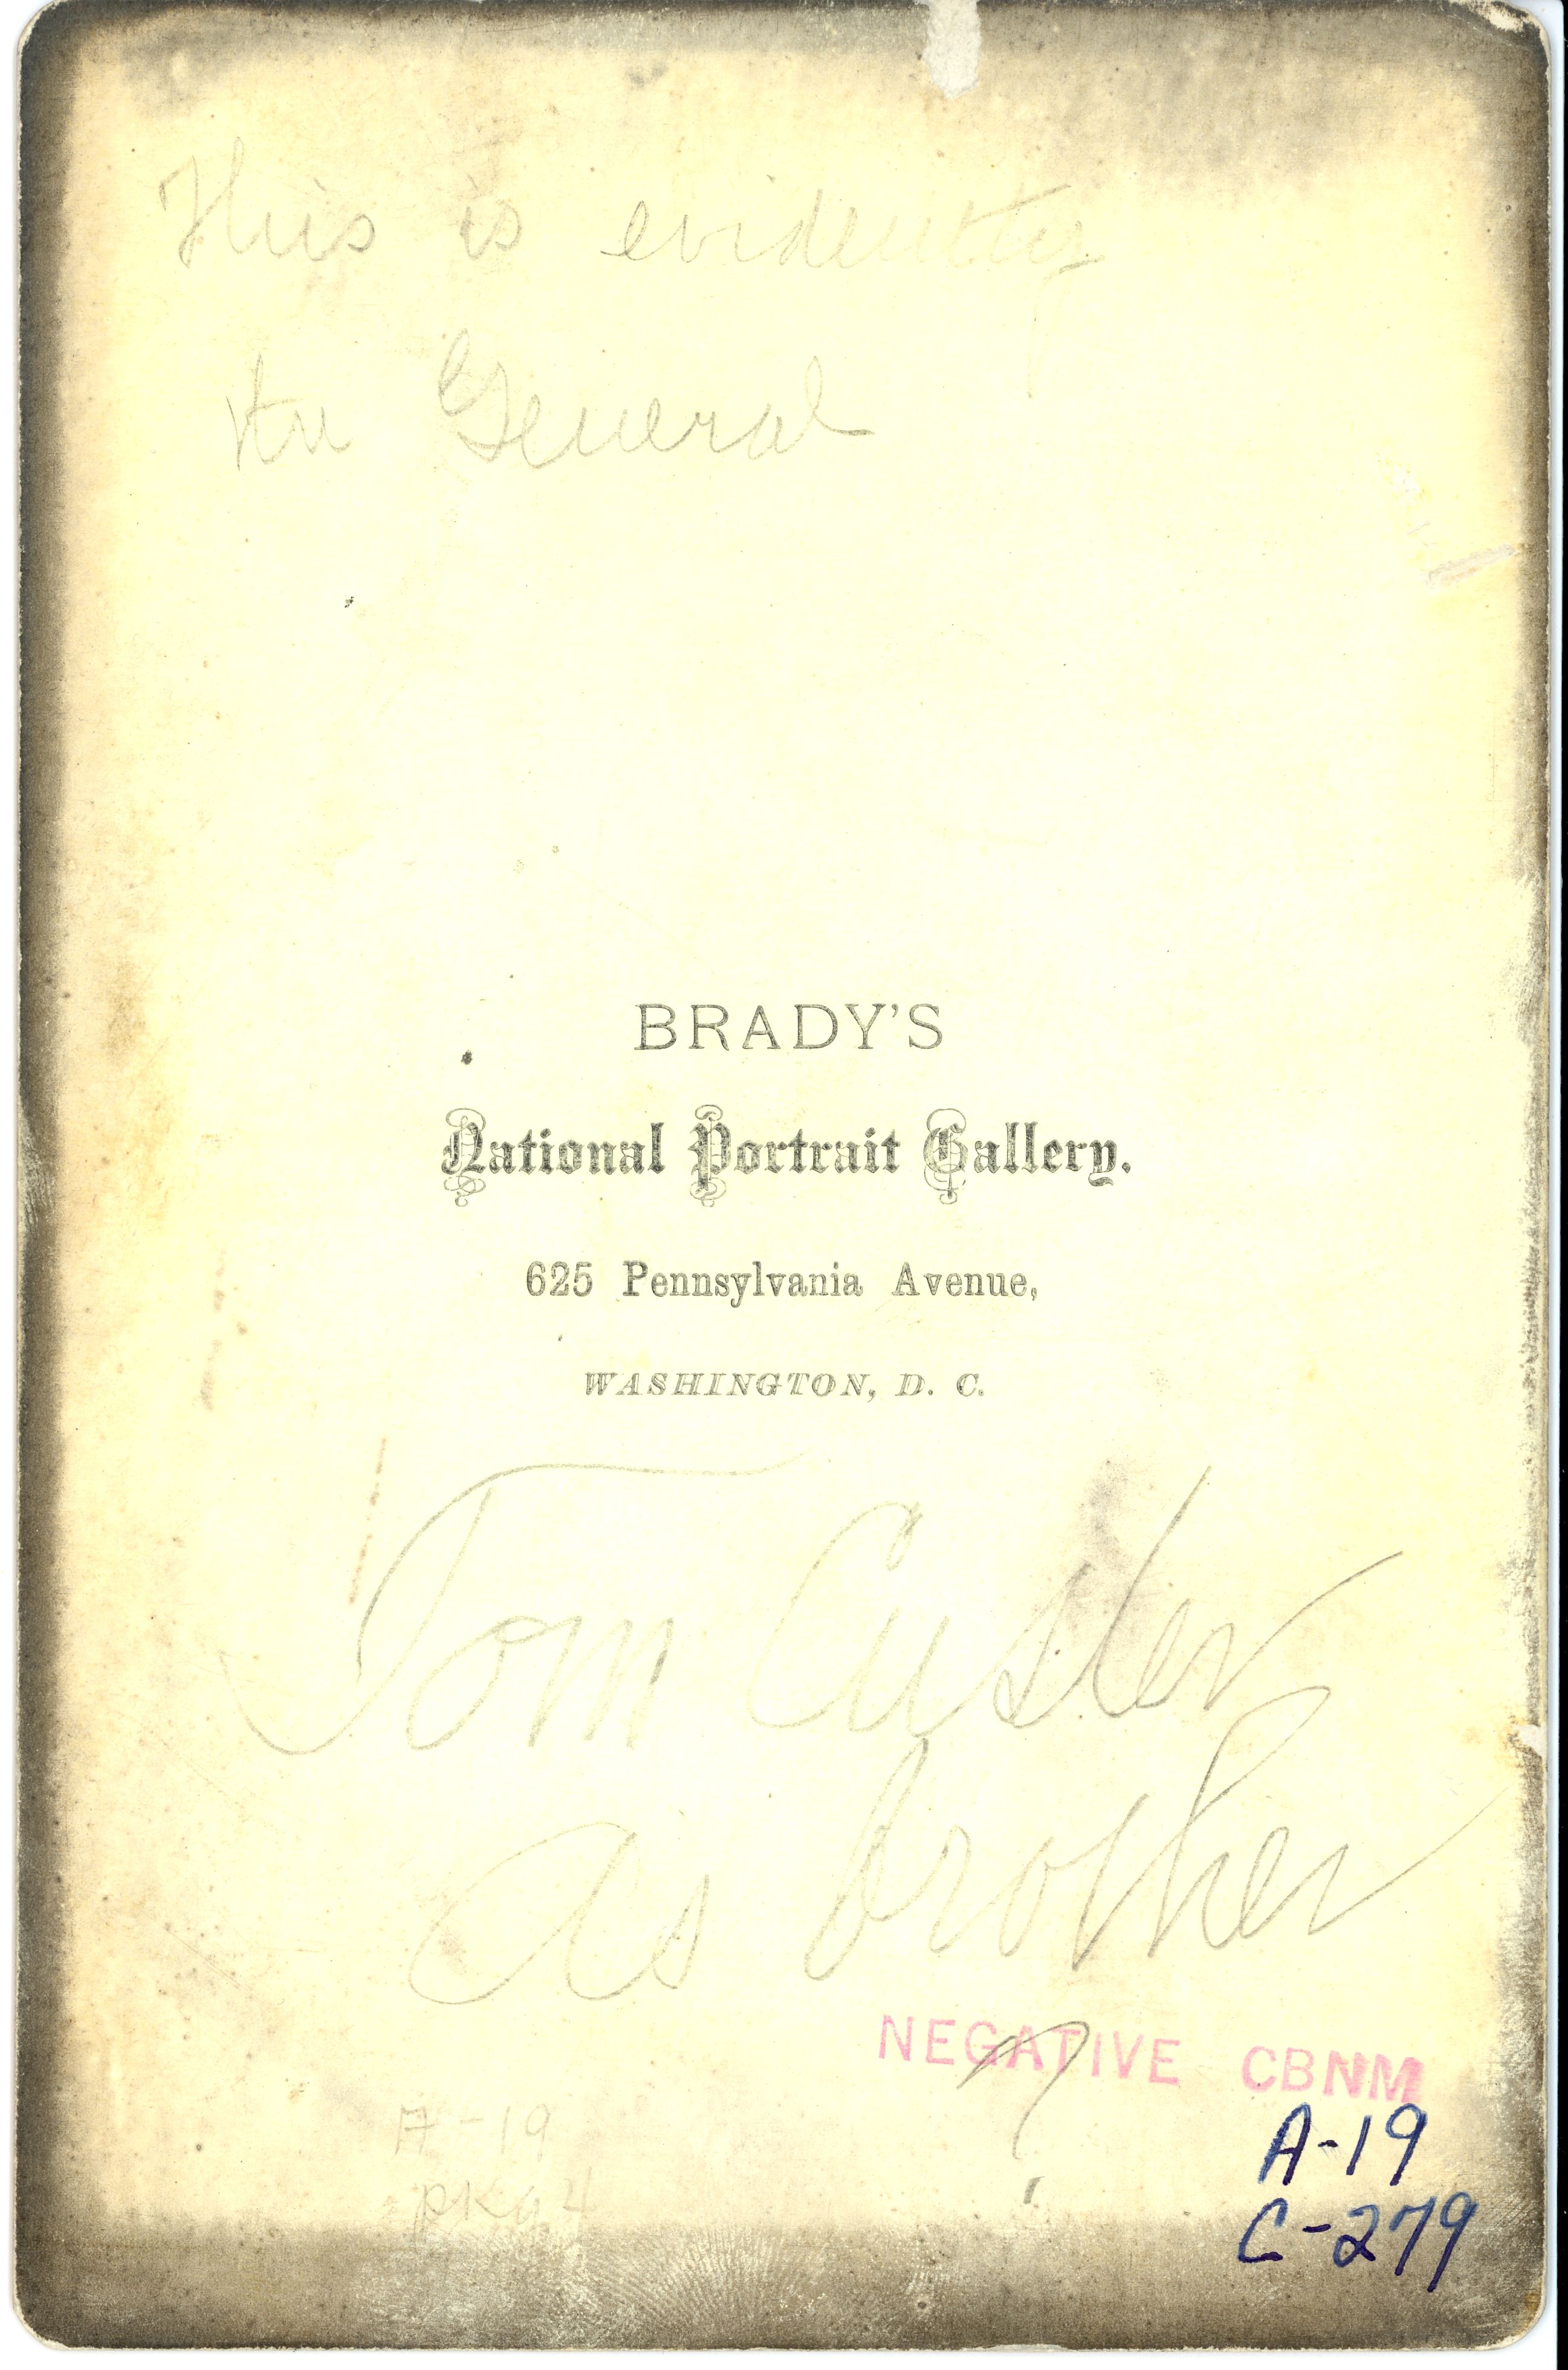 This is evidently
the General
BRADY'S
National Portrait Gallery.
625 Pennsylvania Avenue,
WASHINGTON, D. C.
Tom Custer
as brother
?
NEGATIVE CBNM
A-19
A-19
C-279